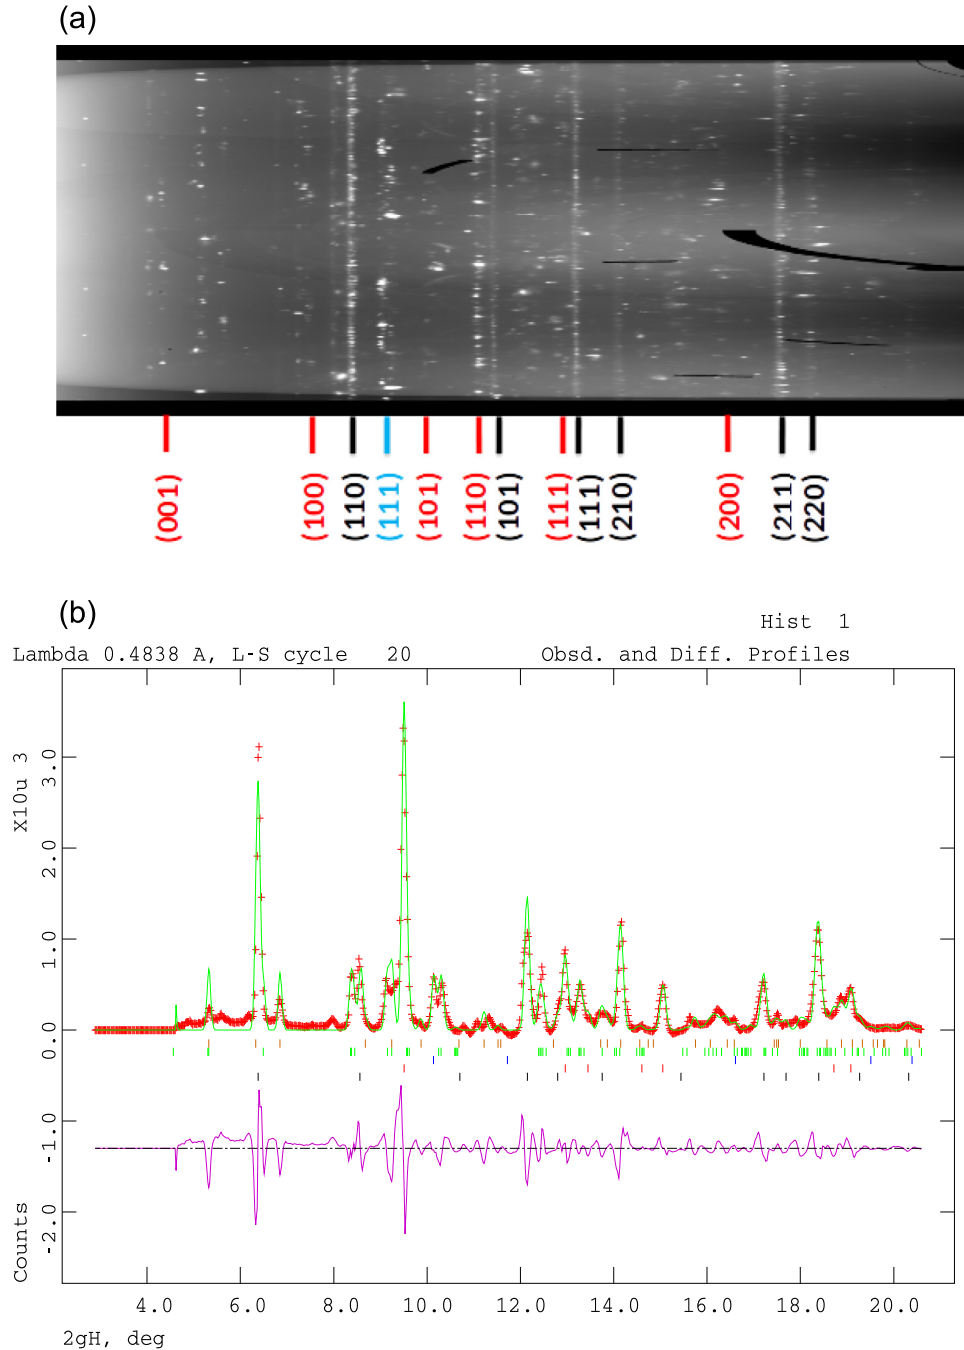 (a)
(001) (100) (110) (111) (101) (110) (101) (111) (111) (210) (200) (211) (220)
(b)
Hist 1
Lambda 0.4838 A, L-S cycle 20 Obsd. and Diff. Profiles
X10u 3
3.0
2.0
1.0
0.0
-1.0
-2.0
Counts
4.0 6.0 8.0 10.0 12.0 14.0 16.0 18.0 20.0
2gH, deg